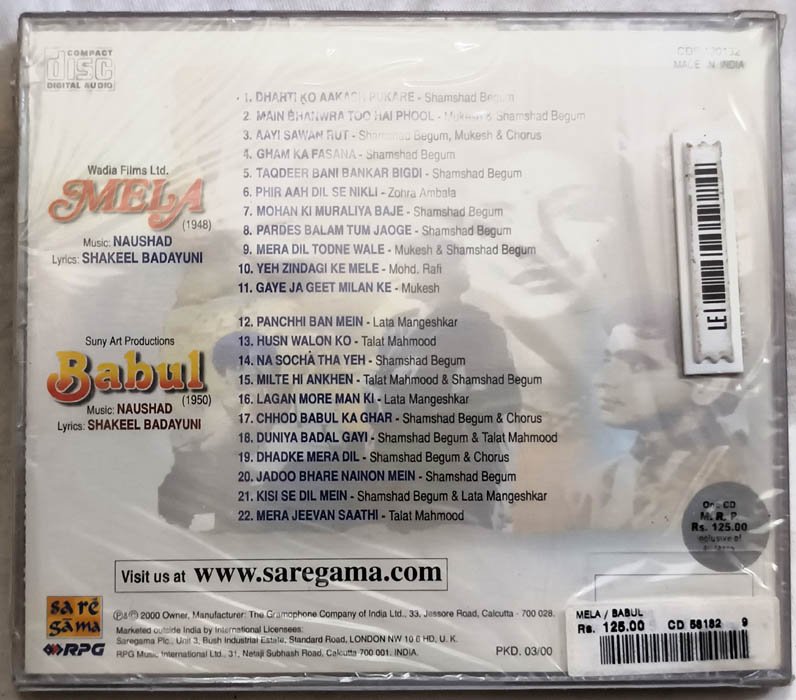 COMPACT
disc
DIGITAL AUDIO
MADE IN INDIA
1. DHARTI KO AAKASH PUKARE - Shamshad Begum
2. MAIN BHANWRA TOO HAI PHOOL - Mukesh & Shamshad Begum
3. AAYI SAWAN RUT - Shamshad Begum, Mukesh & Chorus
4. GHAM KA FASANA - Shamshad Begum
5. TAQDEER BANI BANKAR BIGDI - Shamshad Begum
6. PHIR AAH DIL SE NIKLI - Zohra Ambala
7. MOHAN KI MURALIYA BAJE - Shamshad Begum
8. PARDES BALAM TUM JAOGE - Shamshad Begum
9. MERA DIL TODNE WALE - Mukesh & Shamshad Begum
10. YEH ZINDAGI KE MELE - Mohd. Rafi
11. GAYE JA GEET MILAN KE - Mukesh
Wadia Films Ltd.
MELA
(1948)
Music: NAUSHAD
Lyrics: SHAKEEL BADAYUNI
12. PANCHHI BAN MEIN - Lata Mangeshkar
13. HUSN WALON KO - Talat Mahmood
14. NA SOCHA THA YEH - Shamshad Begum
15. MILTE HI ANKHEN - Talat Mahmood & Shamshad Begum
16. LAGAN MORE MAN KI - Lata Mangeshkar
17. CHHOD BABUL KA GHAR - Shamshad Begum & Chorus
18. DUNIYA BADAL GAYI - Shamshad Begum & Talat Mahmood
19. DHADKE MERA DIL - Shamshad Begum & Chorus
20. JADOO BHARE NAINON MEIN - Shamshad Begum
21. KISI SE DIL MEIN - Shamshad Begum & Lata Mangeshkar
22. MERA JEEVAN SAATHI - Talat Mahmood
Suny Art Productions
Babul
(1950)
Music: NAUSHAD
Lyrics: SHAKEEL BADAYUNI
LE
One CD
M. R. P.
Rs. 125.00
inclusive of
Visit us at www.saregama.com
sa re
gama
RPG
℗&© 2000 Owner, Manufacturer: The Gramophone Company of India Ltd., 33, Jessore Road, Calcutta - 700 028.
Marketed outside India by International Licensees:
Saregama Plc., Unit 3, Bush Industrial Estate, Standard Road, LONDON NW 10 6 HD, U. K.
RPG Music International Ltd., 31, Netaji Subhash Road, Calcutta 700 001. INDIA.
PKD. 03/00
MELA / BABUL
Rs. 125.00 CD 58182 9